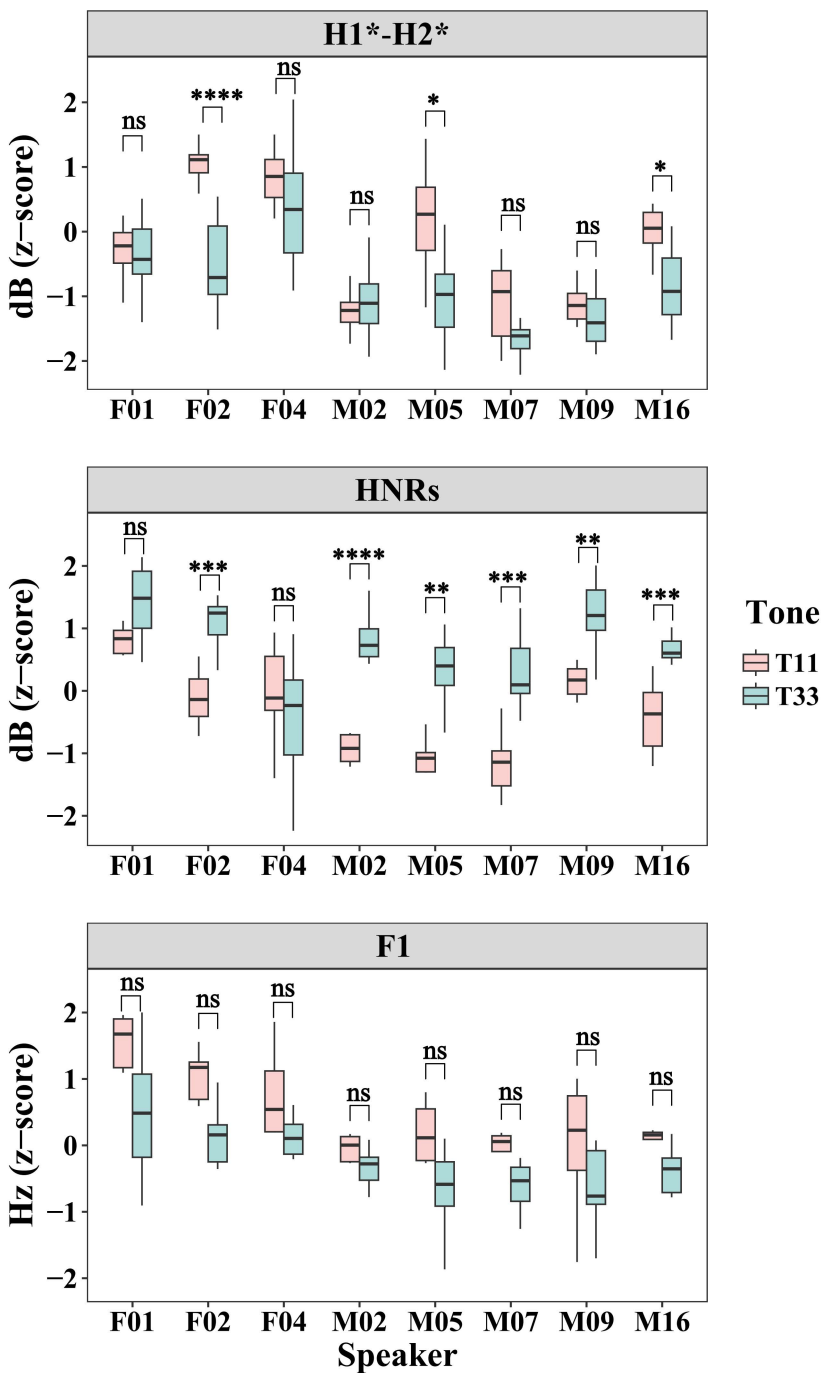 H1*-H2*
dB (z−score)
2
1
0
−1
−2
ns
****
ns
ns
*
ns
ns
*
F01 F02 F04 M02 M05 M07 M09 M16
HNRs
dB (z−score)
2
1
0
−1
−2
ns
***
ns
****
**
***
**
***
F01 F02 F04 M02 M05 M07 M09 M16
Tone
T11
T33
F1
Hz (z−score)
2
1
0
−1
−2
ns
ns
ns
ns
ns
ns
ns
ns
F01 F02 F04 M02 M05 M07 M09 M16
Speaker